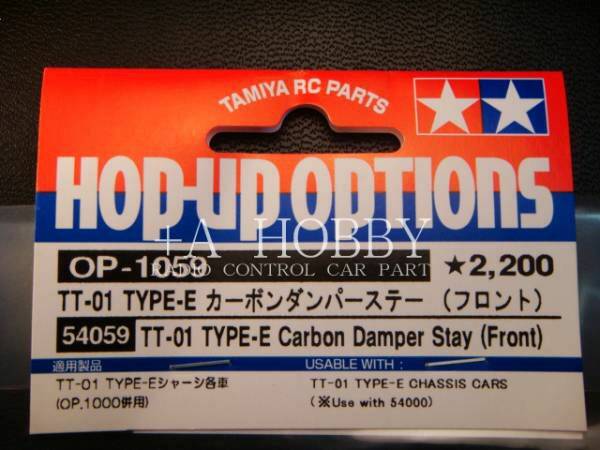 TAMIYA RC PARTS
HOP-UP OPTIONS
+A HOBBY
RADIO CONTROL CAR PART
OP-1059 ★2,200
TT-01 TYPE-E カーボンダンパーステー (フロント)
54059 TT-01 TYPE-E Carbon Damper Stay (Front)
適用製品 USABLE WITH :
TT-01 TYPE-Eシャーシ各車 TT-01 TYPE-E CHASSIS CARS
(OP.1000併用) (※Use with 54000)